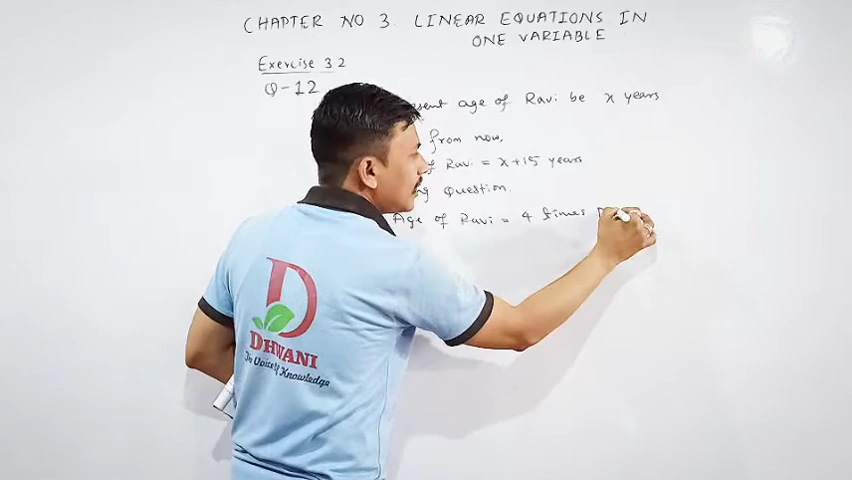 CHAPTER NO 3. LINEAR EQUATIONS IN
ONE VARIABLE
Exercise 3.2
Q-12
age of Ravi be x years
from now,
Ravi = x+15 years
Question.
Age of Ravi = 4 times
DHWANI
The Voice Of Knowledge